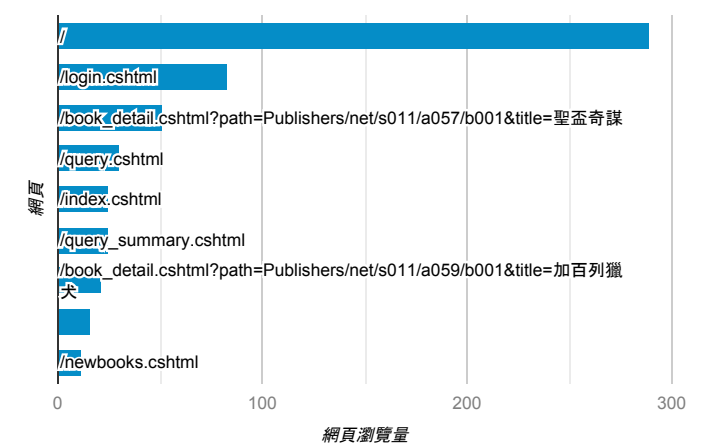 /
/login.cshtml
/book_detail.cshtml?path=Publishers/net/s011/a057/b001&title=聖盃奇謀
/query.cshtml
/index.cshtml
/query_summary.cshtml
/book_detail.cshtml?path=Publishers/net/s011/a059/b001&title=加百列獵
犬
/newbooks.cshtml
網頁
0 100 200 300
網頁瀏覽量